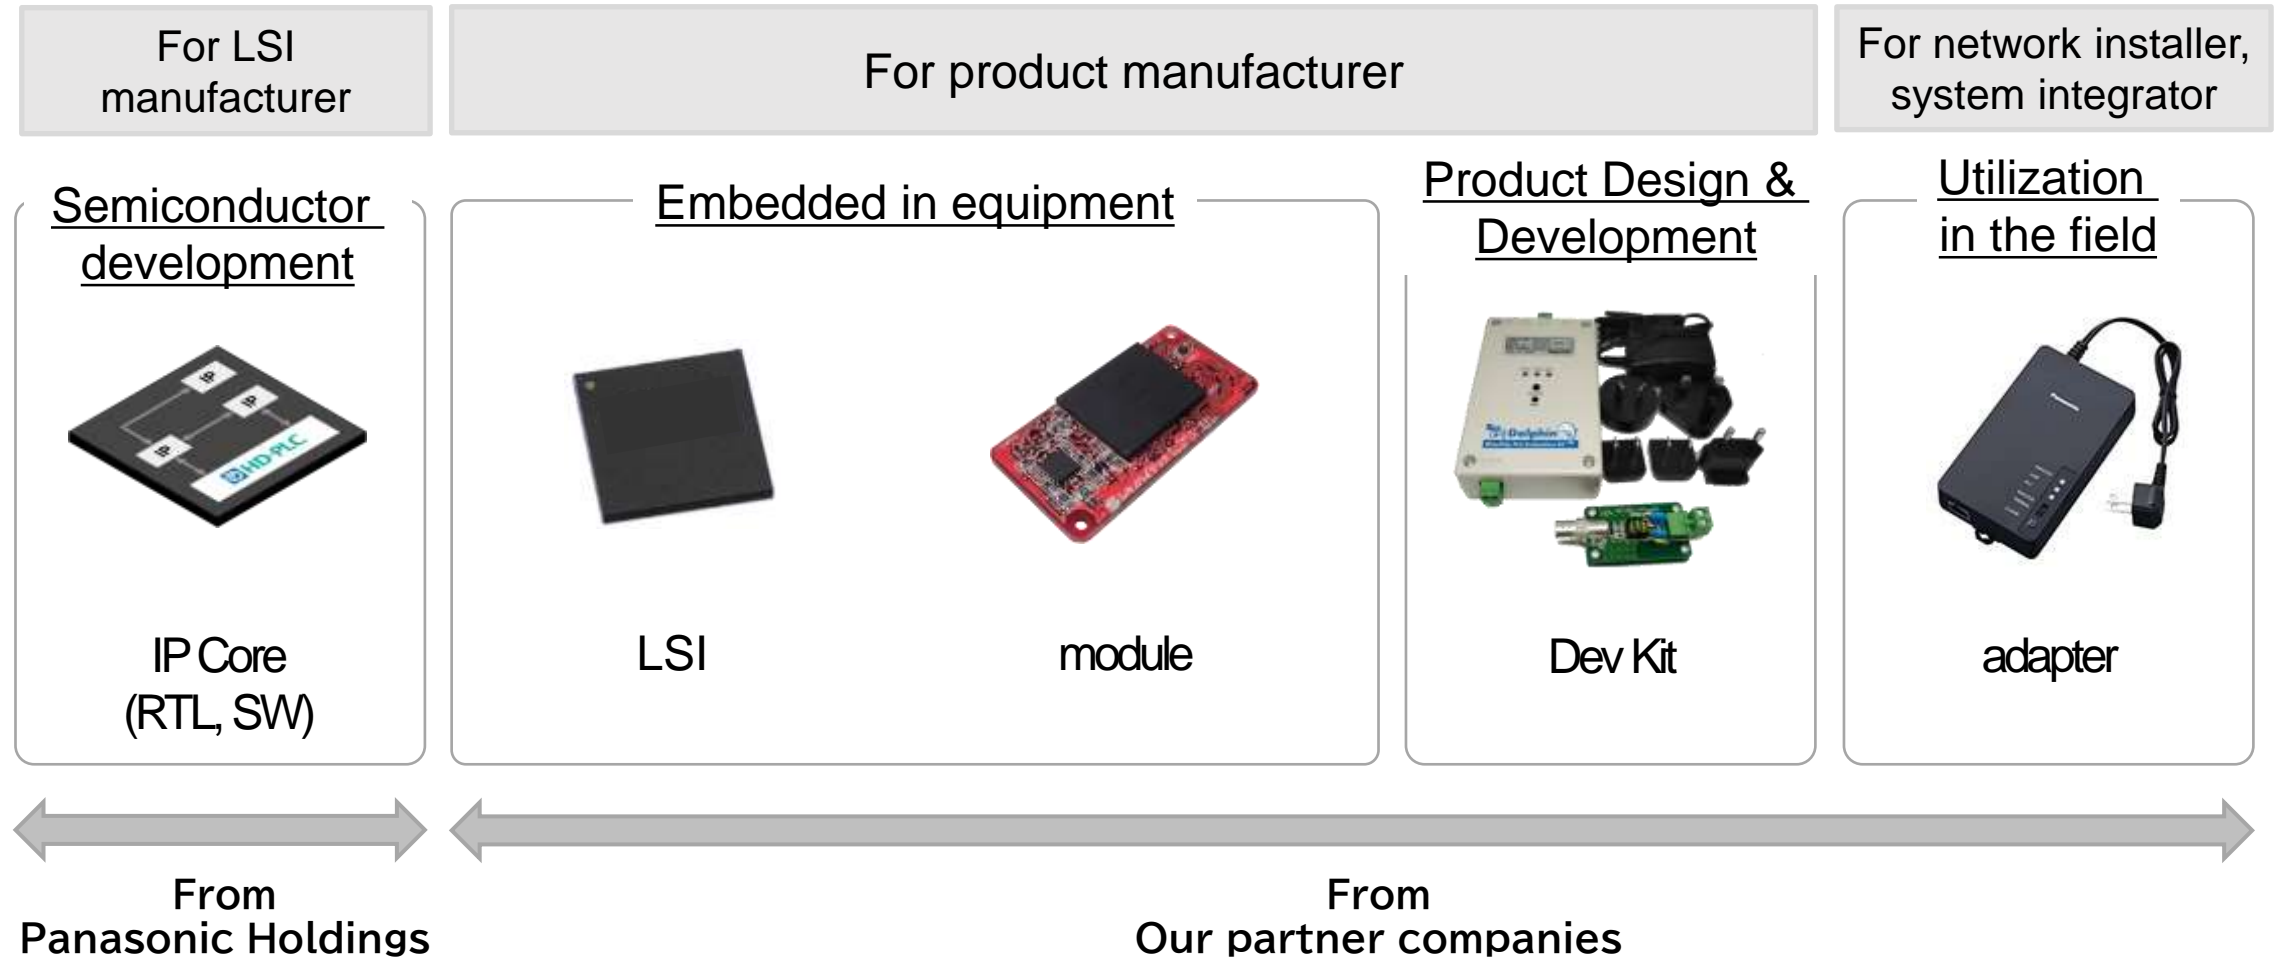 For LSI
manufacturer
For product manufacturer
For network installer,
system integrator
Semiconductor
development
Embedded in equipment
Product Design &
Development
Utilization
in the field
IP
IP
IP
HD-PLC
Dolphin
Panasonic
IP Core
(RTL, SW)
LSI
module
Dev Kit
adapter
From
Panasonic Holdings
From
Our partner companies